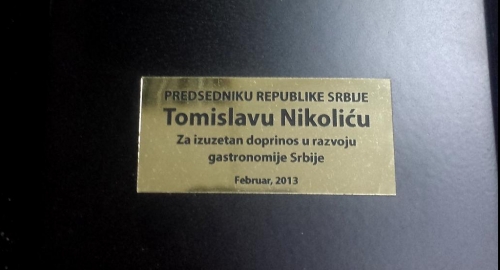 PREDSEDNIKU REPUBLIKE SRBIJE
Tomislavu Nikoliću
Za izuzetan doprinos u razvoju
gastronomije Srbije
Februar, 2013